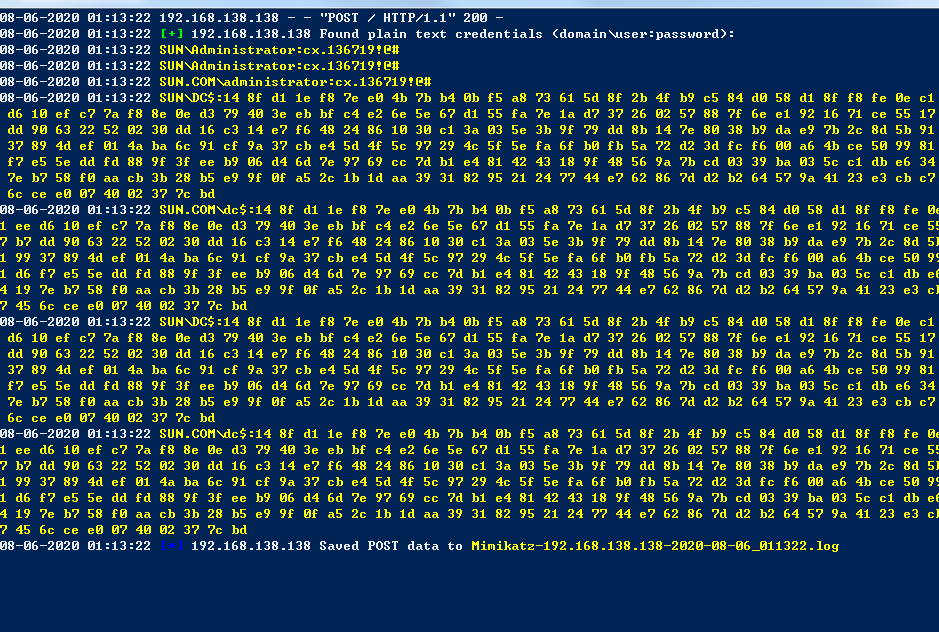 08-06-2020 01:13:22 192.168.138.138 - - "POST / HTTP/1.1" 200 -
08-06-2020 01:13:22 [+] 192.168.138.138 Found plain text credentials (domain\user:password):
08-06-2020 01:13:22 SUN\Administrator:cx.136719!@#
08-06-2020 01:13:22 SUN\Administrator:cx.136719!@#
08-06-2020 01:13:22 SUN.COM\administrator:cx.136719!@#
08-06-2020 01:13:22 SUN\DC$:14 8f d1 1e f8 7e e0 4b 7b b4 0b f5 a8 73 61 5d 8f 2b 4f b9 c5 84 d0 58 d1 8f f8 fe 0e c1
d6 10 ef c7 7a f8 8e 0e d3 79 40 3e eb bf c4 e2 6e 5e 67 d1 55 fa 7e 1a d7 37 26 02 57 88 7f 6e e1 92 16 71 ce 55 17
dd 90 63 22 52 02 30 dd 16 c3 14 e7 f6 48 24 86 10 30 c1 3a 03 5e 3b 9f 79 dd 8b 14 7e 80 38 b9 da e9 7b 2c 8d 5b 91
37 89 4d ef 01 4a ba 6c 91 cf 9a 37 cb e4 5d 4f 5c 97 29 4c 5f 5e fa 6f b0 fb 5a 72 d2 3d fc f6 00 a6 4b ce 50 99 81
f7 e5 5e dd fd 88 9f 3f ee b9 06 d4 6d 7e 97 69 cc 7d b1 e4 81 42 43 18 9f 48 56 9a 7b cd 03 39 ba 03 5c c1 db e6 34
7e b7 58 f0 aa cb 3b 28 b5 e9 9f 0f a5 2c 1b 1d aa 39 31 82 95 21 24 77 44 e7 62 86 7d d2 b2 64 57 9a 41 23 e3 cb c7
6c ce e0 07 40 02 37 7c bd
08-06-2020 01:13:22 SUN.COM\dc$:14 8f d1 1e f8 7e e0 4b 7b b4 0b f5 a8 73 61 5d 8f 2b 4f b9 c5 84 d0 58 d1 8f f8 fe
1 ee d6 10 ef c7 7a f8 8e 0e d3 79 40 3e eb bf c4 e2 6e 5e 67 d1 55 fa 7e 1a d7 37 26 02 57 88 7f 6e e1 92 16 71 ce 55
7 b7 dd 90 63 22 52 02 30 dd 16 c3 14 e7 f6 48 24 86 10 30 c1 3a 03 5e 3b 9f 79 dd 8b 14 7e 80 38 b9 da e9 7b 2c 8d
1 99 37 89 4d ef 01 4a ba 6c 91 cf 9a 37 cb e4 5d 4f 5c 97 29 4c 5f 5e fa 6f b0 fb 5a 72 d2 3d fc f6 00 a6 4b ce 50
1 d6 f7 e5 5e dd fd 88 9f 3f ee b9 06 d4 6d 7e 97 69 cc 7d b1 e4 81 42 43 18 9f 48 56 9a 7b cd 03 39 ba 03 5c c1 db
4 19 7e b7 58 f0 aa cb 3b 28 b5 e9 9f 0f a5 2c 1b 1d aa 39 31 82 95 21 24 77 44 e7 62 86 7d d2 b2 64 57 9a 41 23 e3
7 45 6c ce e0 07 40 02 37 7c bd
08-06-2020 01:13:22 SUN\DC$:14 8f d1 1e f8 7e e0 4b 7b b4 0b f5 a8 73 61 5d 8f 2b 4f b9 c5 84 d0 58 d1 8f f8 fe 0e c1
d6 10 ef c7 7a f8 8e 0e d3 79 40 3e eb bf c4 e2 6e 5e 67 d1 55 fa 7e 1a d7 37 26 02 57 88 7f 6e e1 92 16 71 ce 55 17
dd 90 63 22 52 02 30 dd 16 c3 14 e7 f6 48 24 86 10 30 c1 3a 03 5e 3b 9f 79 dd 8b 14 7e 80 38 b9 da e9 7b 2c 8d 5b 91
37 89 4d ef 01 4a ba 6c 91 cf 9a 37 cb e4 5d 4f 5c 97 29 4c 5f 5e fa 6f b0 fb 5a 72 d2 3d fc f6 00 a6 4b ce 50 99 81
f7 e5 5e dd fd 88 9f 3f ee b9 06 d4 6d 7e 97 69 cc 7d b1 e4 81 42 43 18 9f 48 56 9a 7b cd 03 39 ba 03 5c c1 db e6 34
7e b7 58 f0 aa cb 3b 28 b5 e9 9f 0f a5 2c 1b 1d aa 39 31 82 95 21 24 77 44 e7 62 86 7d d2 b2 64 57 9a 41 23 e3 cb c7
6c ce e0 07 40 02 37 7c bd
08-06-2020 01:13:22 SUN.COM\dc$:14 8f d1 1e f8 7e e0 4b 7b b4 0b f5 a8 73 61 5d 8f 2b 4f b9 c5 84 d0 58 d1 8f f8 fe
1 ee d6 10 ef c7 7a f8 8e 0e d3 79 40 3e eb bf c4 e2 6e 5e 67 d1 55 fa 7e 1a d7 37 26 02 57 88 7f 6e e1 92 16 71 ce 55
7 b7 dd 90 63 22 52 02 30 dd 16 c3 14 e7 f6 48 24 86 10 30 c1 3a 03 5e 3b 9f 79 dd 8b 14 7e 80 38 b9 da e9 7b 2c 8d
1 99 37 89 4d ef 01 4a ba 6c 91 cf 9a 37 cb e4 5d 4f 5c 97 29 4c 5f 5e fa 6f b0 fb 5a 72 d2 3d fc f6 00 a6 4b ce 50
1 d6 f7 e5 5e dd fd 88 9f 3f ee b9 06 d4 6d 7e 97 69 cc 7d b1 e4 81 42 43 18 9f 48 56 9a 7b cd 03 39 ba 03 5c c1 db
4 19 7e b7 58 f0 aa cb 3b 28 b5 e9 9f 0f a5 2c 1b 1d aa 39 31 82 95 21 24 77 44 e7 62 86 7d d2 b2 64 57 9a 41 23 e3
7 45 6c ce e0 07 40 02 37 7c bd
08-06-2020 01:13:22 [*] 192.168.138.138 Saved POST data to Mimikatz-192.168.138.138-2020-08-06_011322.log